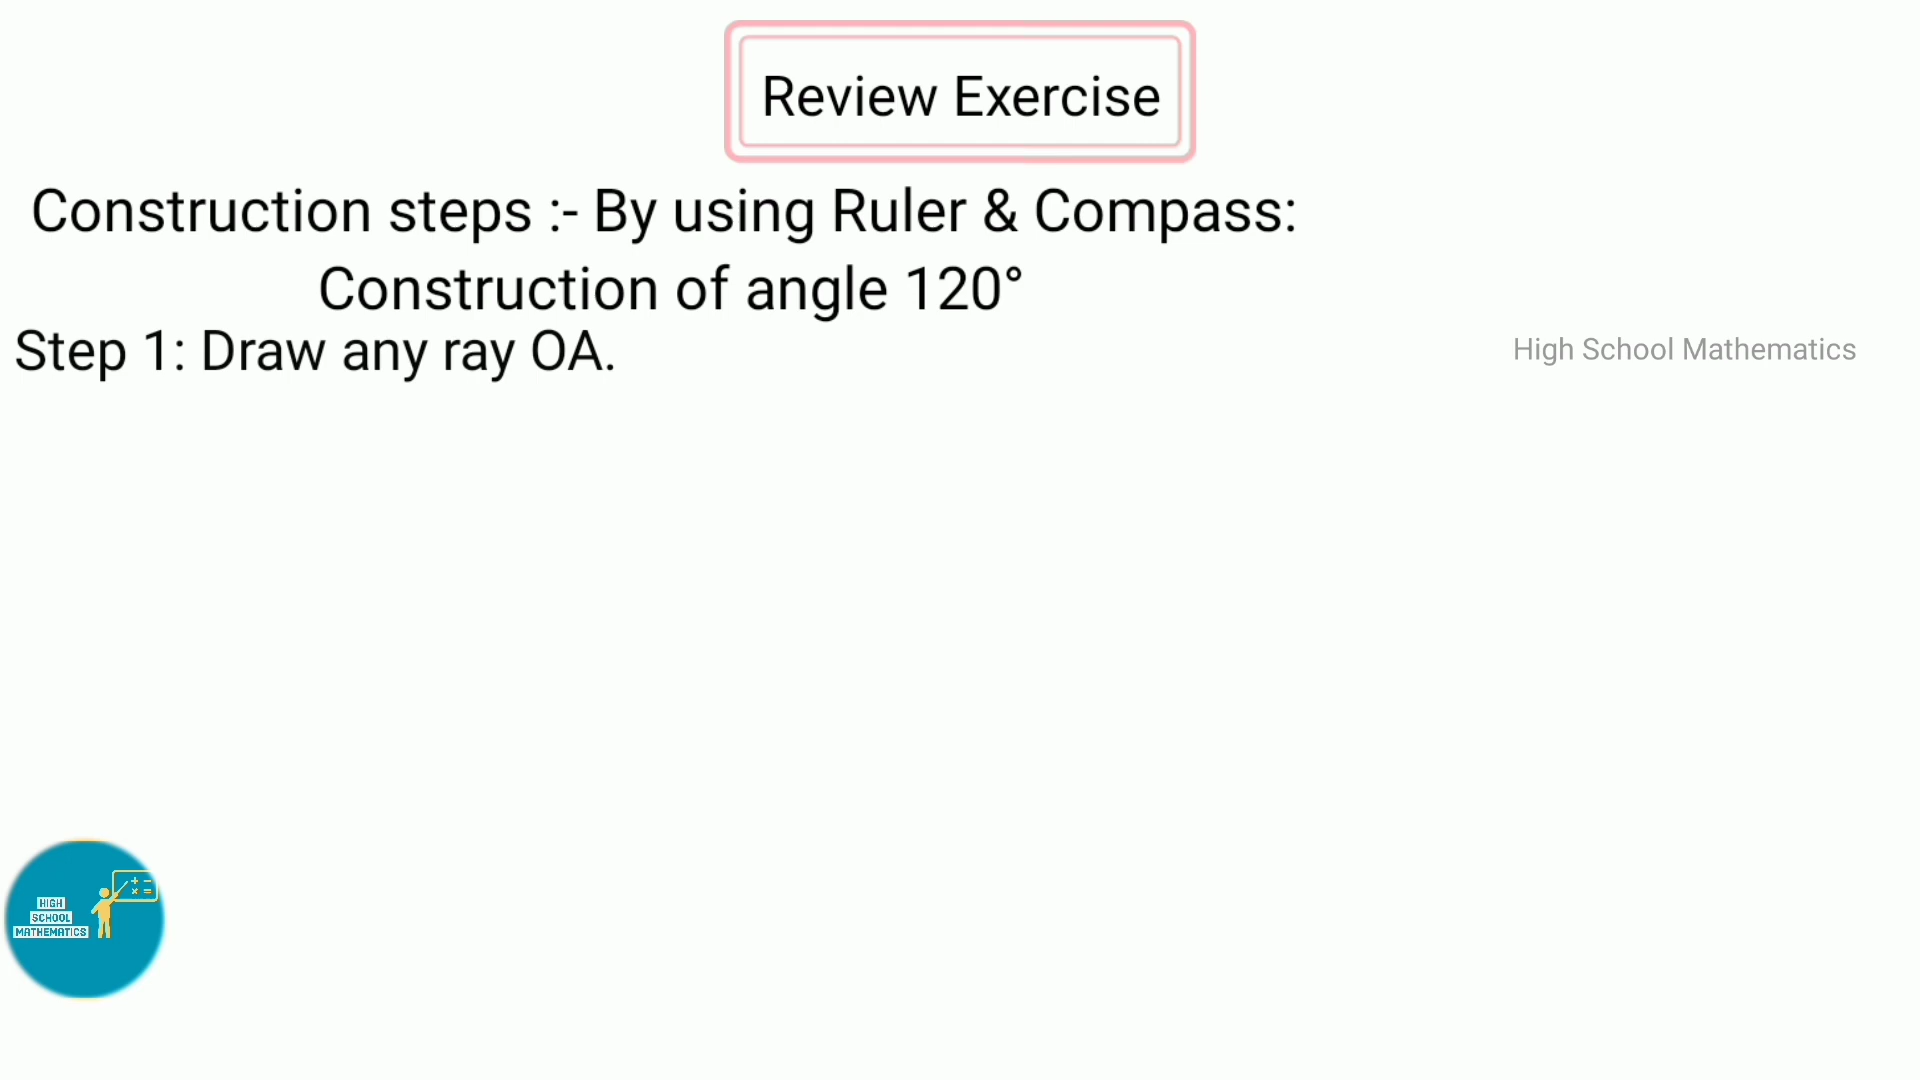 Review Exercise
Construction steps :- By using Ruler & Compass:
Construction of angle 120°
Step 1: Draw any ray OA.
High School Mathematics
HIGH
SCHOOL
MATHEMATICS
+ −
× =